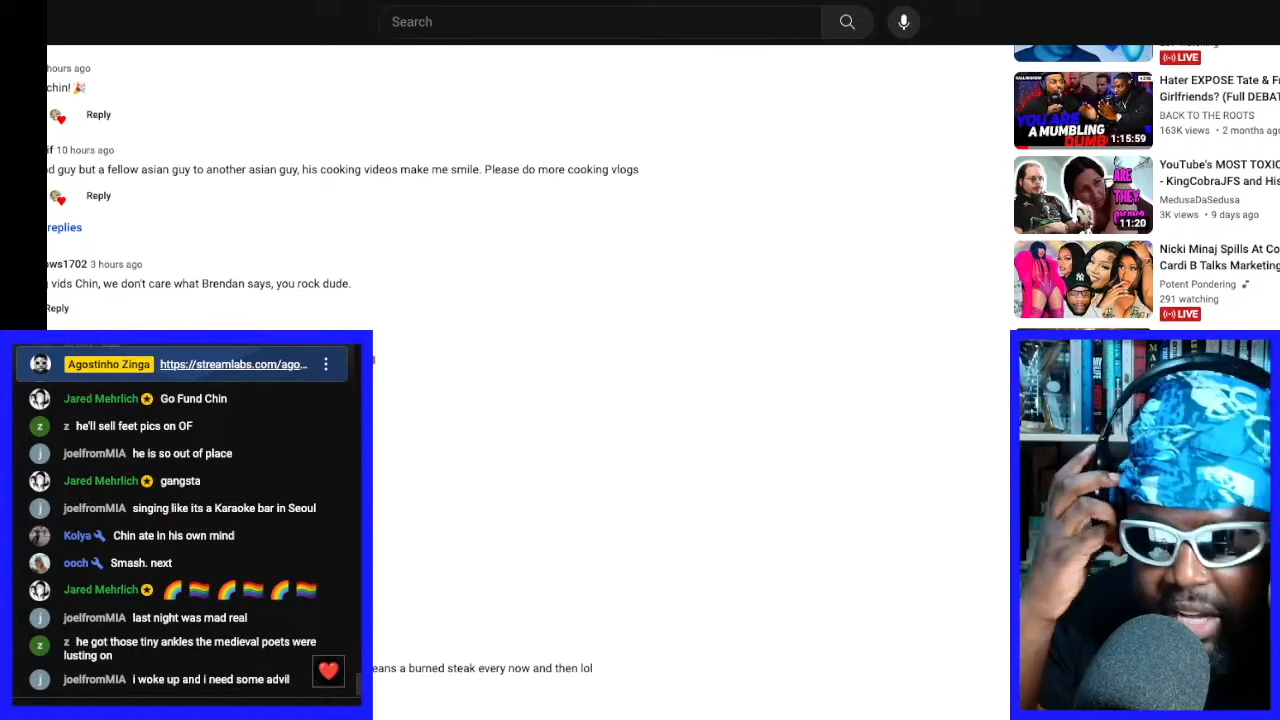 Search
hours ago
chin! 🎉
Reply
if 10 hours ago
d guy but a fellow asian guy to another asian guy, his cooking videos make me smile. Please do more cooking vlogs
Reply
replies
ws1702 3 hours ago
vids Chin, we don't care what Brendan says, you rock dude.
Reply
eans a burned steak every now and then lol
LIVE
Hater EXPOSE Tate & F
Girlfriends? (Full DEBAT
BACK TO THE ROOTS
163K views • 2 months ago
YOU ARE
A MUMBLING
DUMB
1:15:59
YouTube's MOST TOXIC
- KingCobraJFS and His
MedusaDaSedusa
3K views • 9 days ago
ARE
THEY
11:20
Nicki Minaj Spills At Co
Cardi B Talks Marketing
Potent Pondering
291 watching
LIVE
Agostinho Zinga https://streamlabs.com/ago...
Jared Mehrlich Go Fund Chin
z he'll sell feet pics on OF
joelfromMIA he is so out of place
Jared Mehrlich gangsta
joelfromMIA singing like its a Karaoke bar in Seoul
Kolya Chin ate in his own mind
ooch Smash. next
Jared Mehrlich 🌈 🏳️‍🌈 🌈 🏳️‍🌈 🌈 🏳️‍🌈
joelfromMIA last night was mad real
z he got those tiny ankles the medieval poets were
lusting on
joelfromMIA i woke up and i need some advil